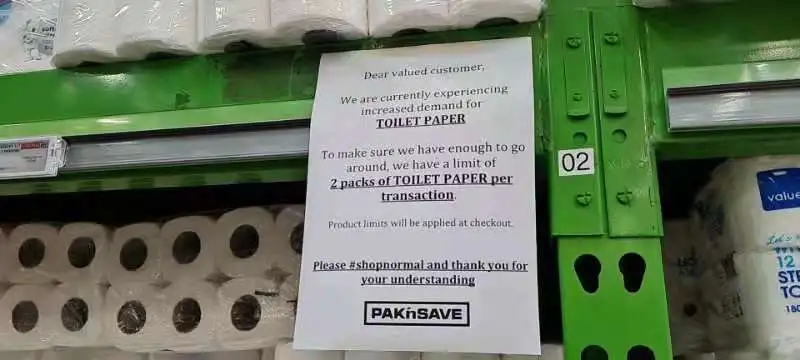 Dear valued customer,
We are currently experiencing
increased demand for
TOILET PAPER
To make sure we have enough to go
around, we have a limit of
2 packs of TOILET PAPER per
transaction.
Product limits will be applied at checkout.
Please #shopnormal and thank you for
your understanding
PAKnSAVE
02
value
12
180